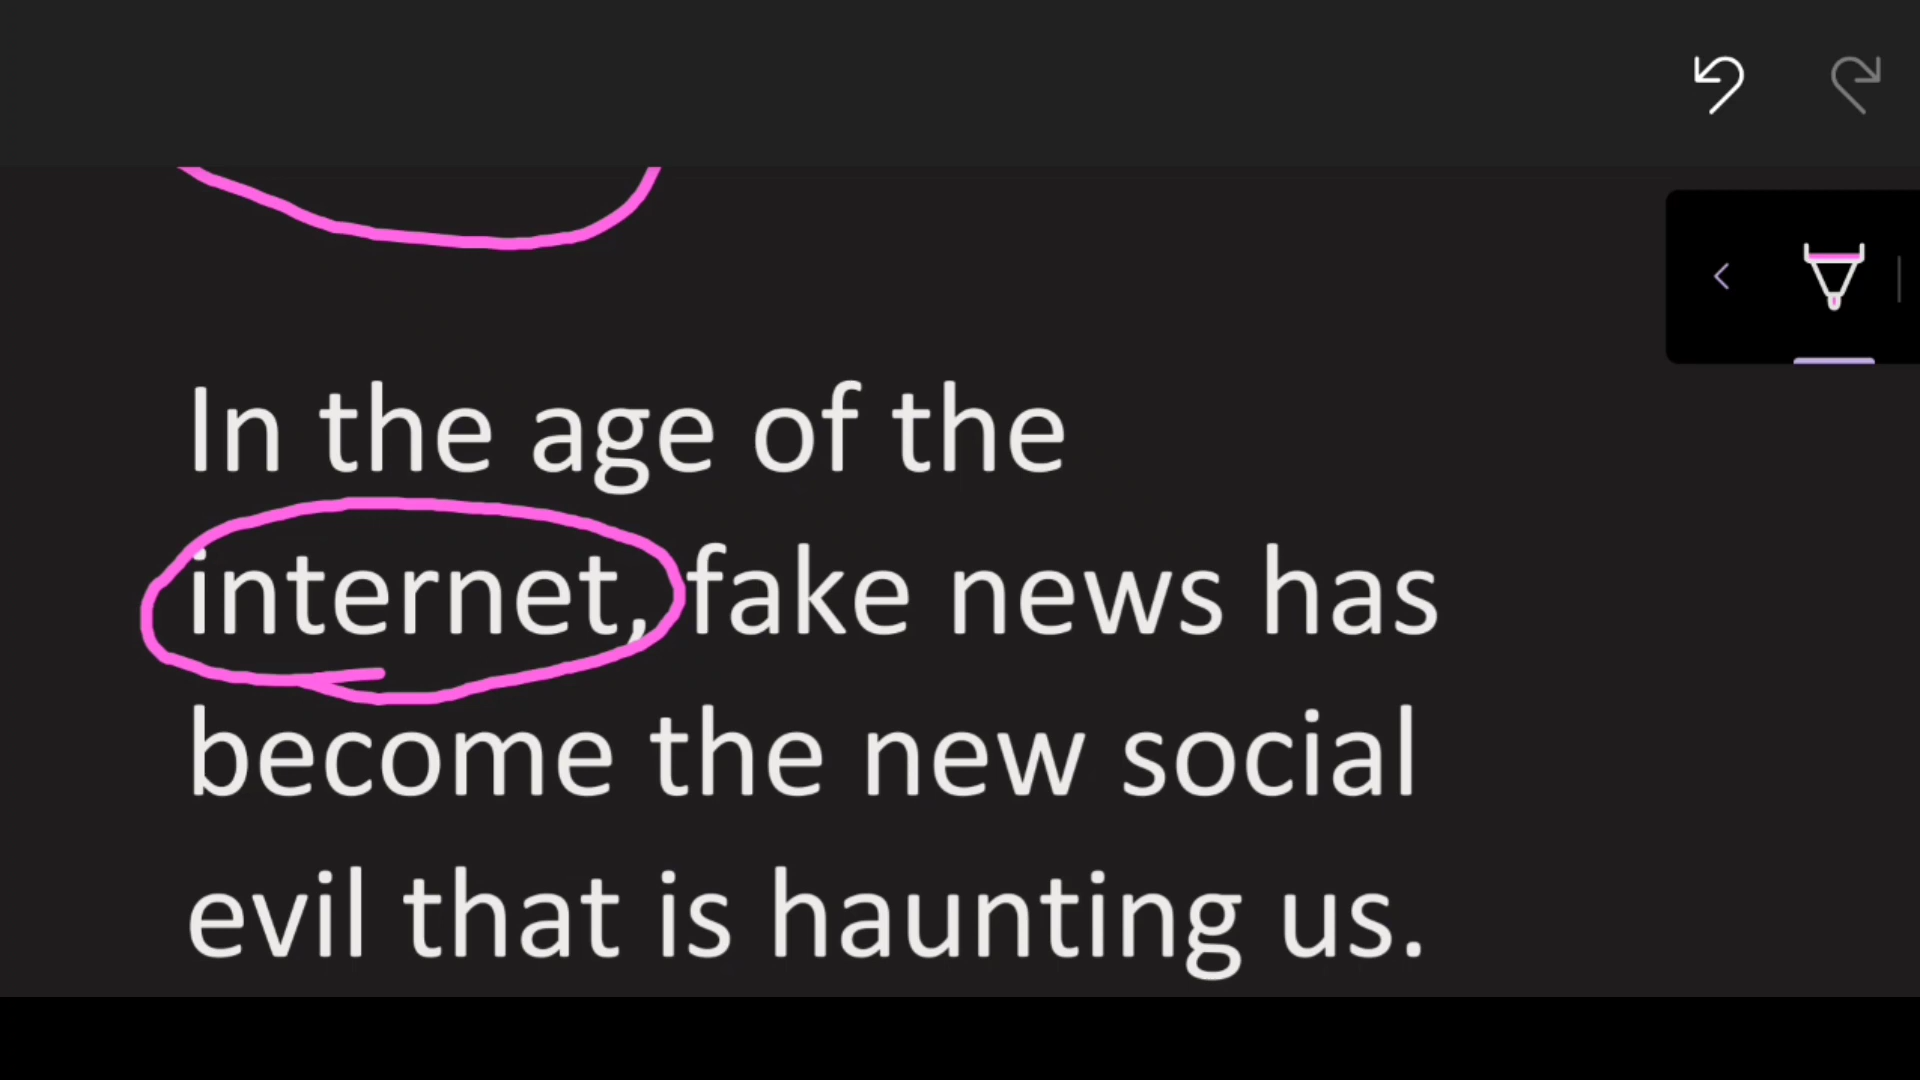 In the age of the
internet, fake news has
become the new social
evil that is haunting us.